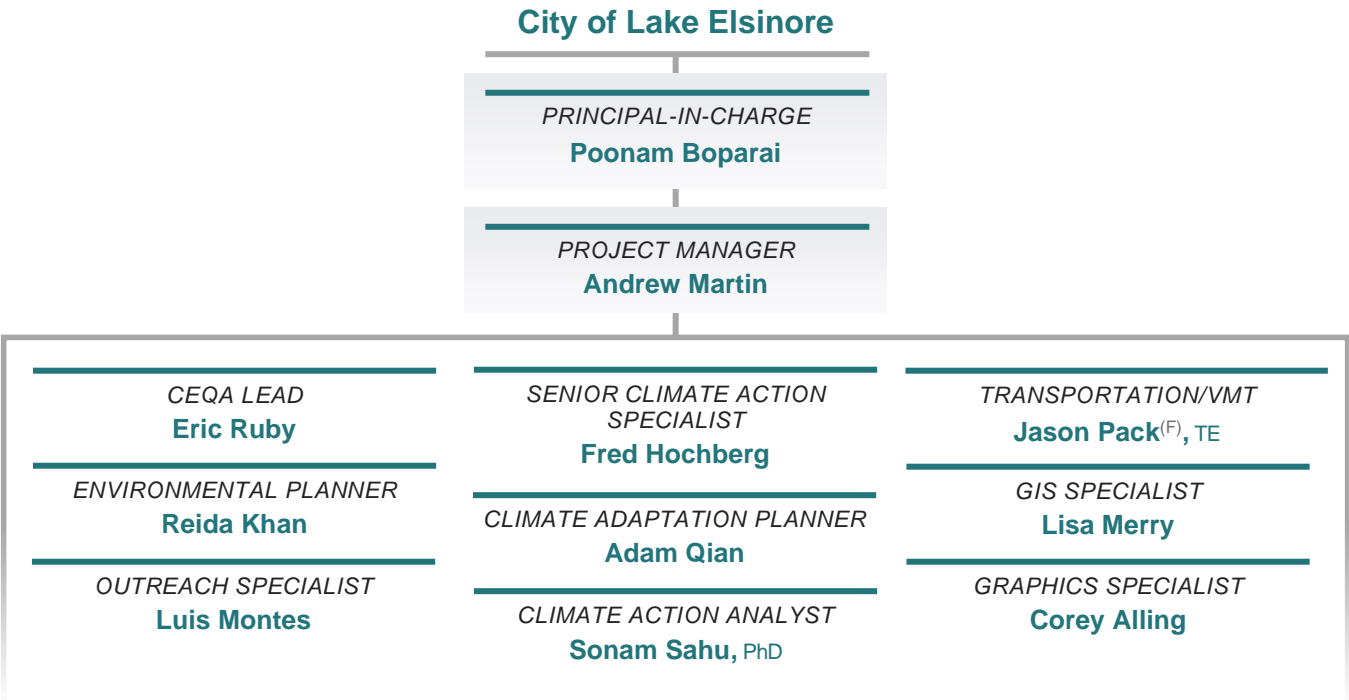 City of Lake Elsinore
PRINCIPAL-IN-CHARGE
Poonam Boparai
PROJECT MANAGER
Andrew Martin
CEQA LEAD
Eric Ruby
ENVIRONMENTAL PLANNER
Reida Khan
OUTREACH SPECIALIST
Luis Montes
SENIOR CLIMATE ACTION
SPECIALIST
Fred Hochberg
CLIMATE ADAPTATION PLANNER
Adam Qian
CLIMATE ACTION ANALYST
Sonam Sahu, PhD
TRANSPORTATION/VMT
Jason Pack(F), TE
GIS SPECIALIST
Lisa Merry
GRAPHICS SPECIALIST
Corey Alling